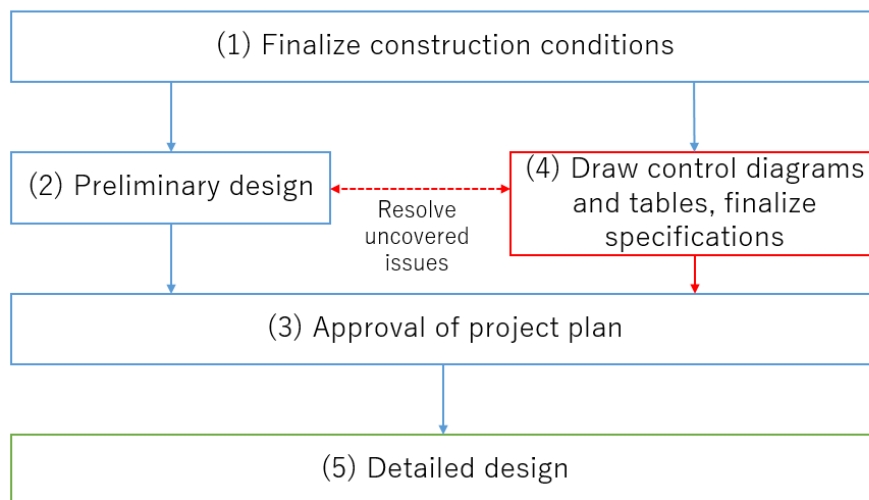 (1) Finalize construction conditions
(2) Preliminary design
(4) Draw control diagrams
and tables, finalize
specifications
Resolve
uncovered
issues
(3) Approval of project plan
(5) Detailed design